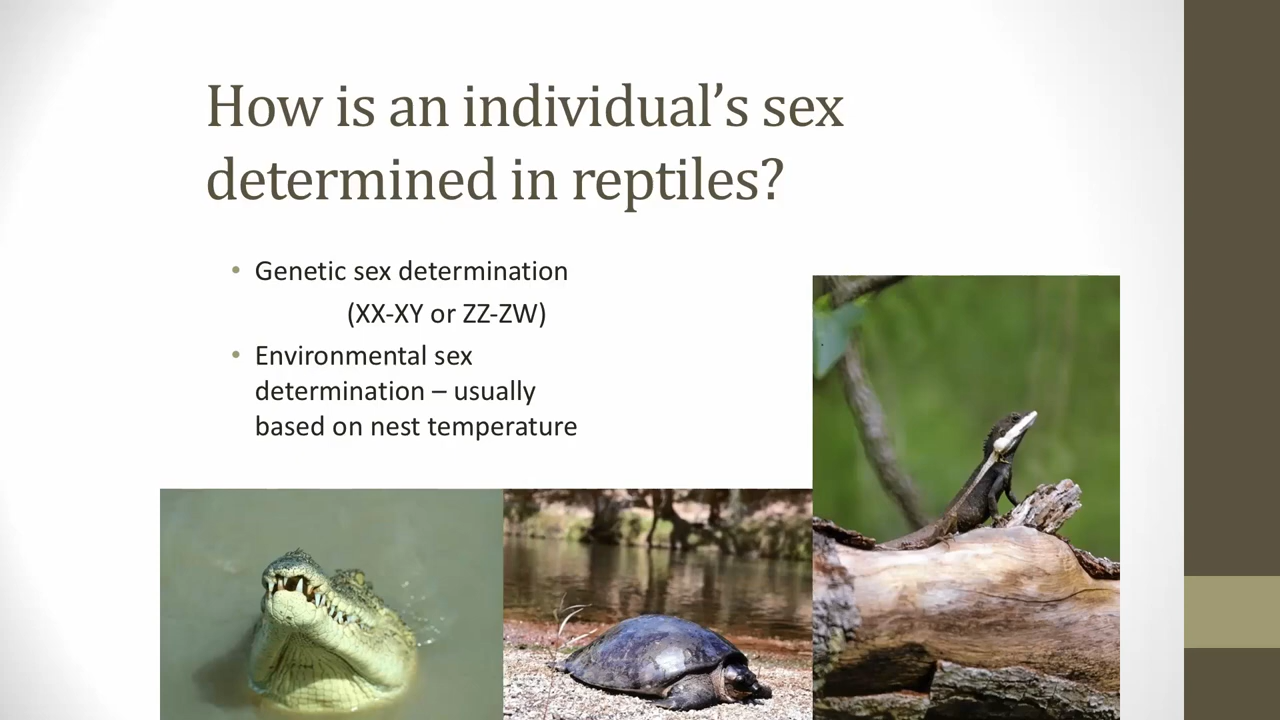 How is an individual’s sex
determined in reptiles?
• Genetic sex determination
(XX-XY or ZZ-ZW)
• Environmental sex
determination – usually
based on nest temperature